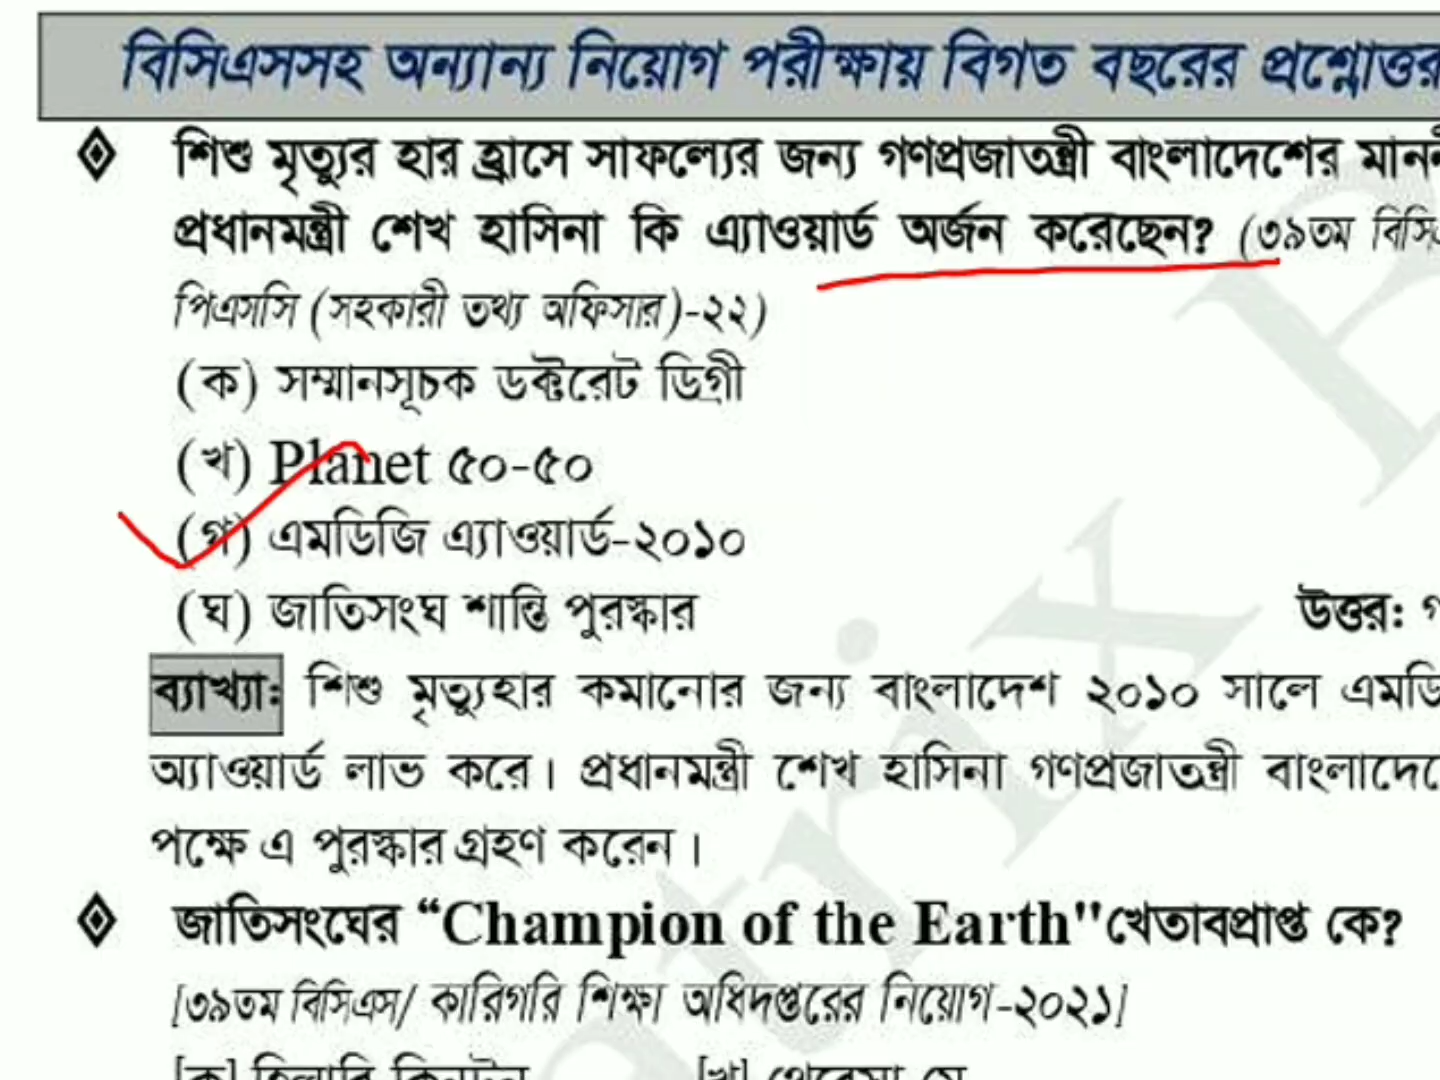 বিসিএসসহ অন্যান্য নিয়োগ পরীক্ষায় বিগত বছরের প্রশ্নোত্তর
শিশু মৃত্যুর হার হ্রাসে সাফল্যের জন্য গণপ্রজাতন্ত্রী বাংলাদেশের
প্রধানমন্ত্রী শেখ হাসিনা কি এ্যাওয়ার্ড অর্জন করেছেন? (৩৯তম
পিএসসি (সহকারী তথ্য অফিসার)-২২)
(ক) সম্মানসূচক ডক্টরেট ডিগ্রী
(খ) Planet ৫০-৫০
(গ) এমডিজি এ্যাওয়ার্ড-২০১০
(ঘ) জাতিসংঘ শান্তি পুরস্কার
উত্তর: গ
ব্যাখ্যা: শিশু মৃত্যুহার কমানোর জন্য বাংলাদেশ ২০১০ সালে
অ্যাওয়ার্ড লাভ করে। প্রধানমন্ত্রী শেখ হাসিনা গণপ্রজাতন্ত্রী
পক্ষে এ পুরস্কার গ্রহণ করেন।
জাতিসংঘের “Champion of the Earth"খেতাবপ্রাপ্ত কে?
[৩৯তম বিসিএস/ কারিগরি শিক্ষা অধিদপ্তরের নিয়োগ-২০২১]
[ক] হিলারি ক্লিনটন [খ] থেরেসা মে